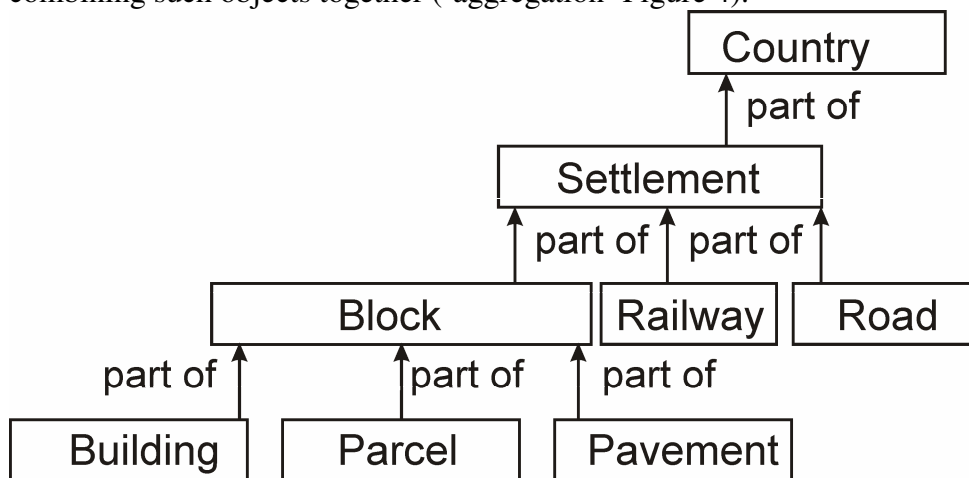 combining such objects together (“aggregation” Figure 4).
Country
part of
Settlement
part of part of
Block Railway Road
part of part of part of
Building Parcel Pavement